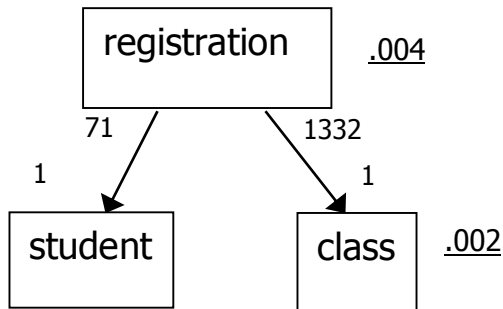 registration
.004
71
1332
1
1
student
class
.002